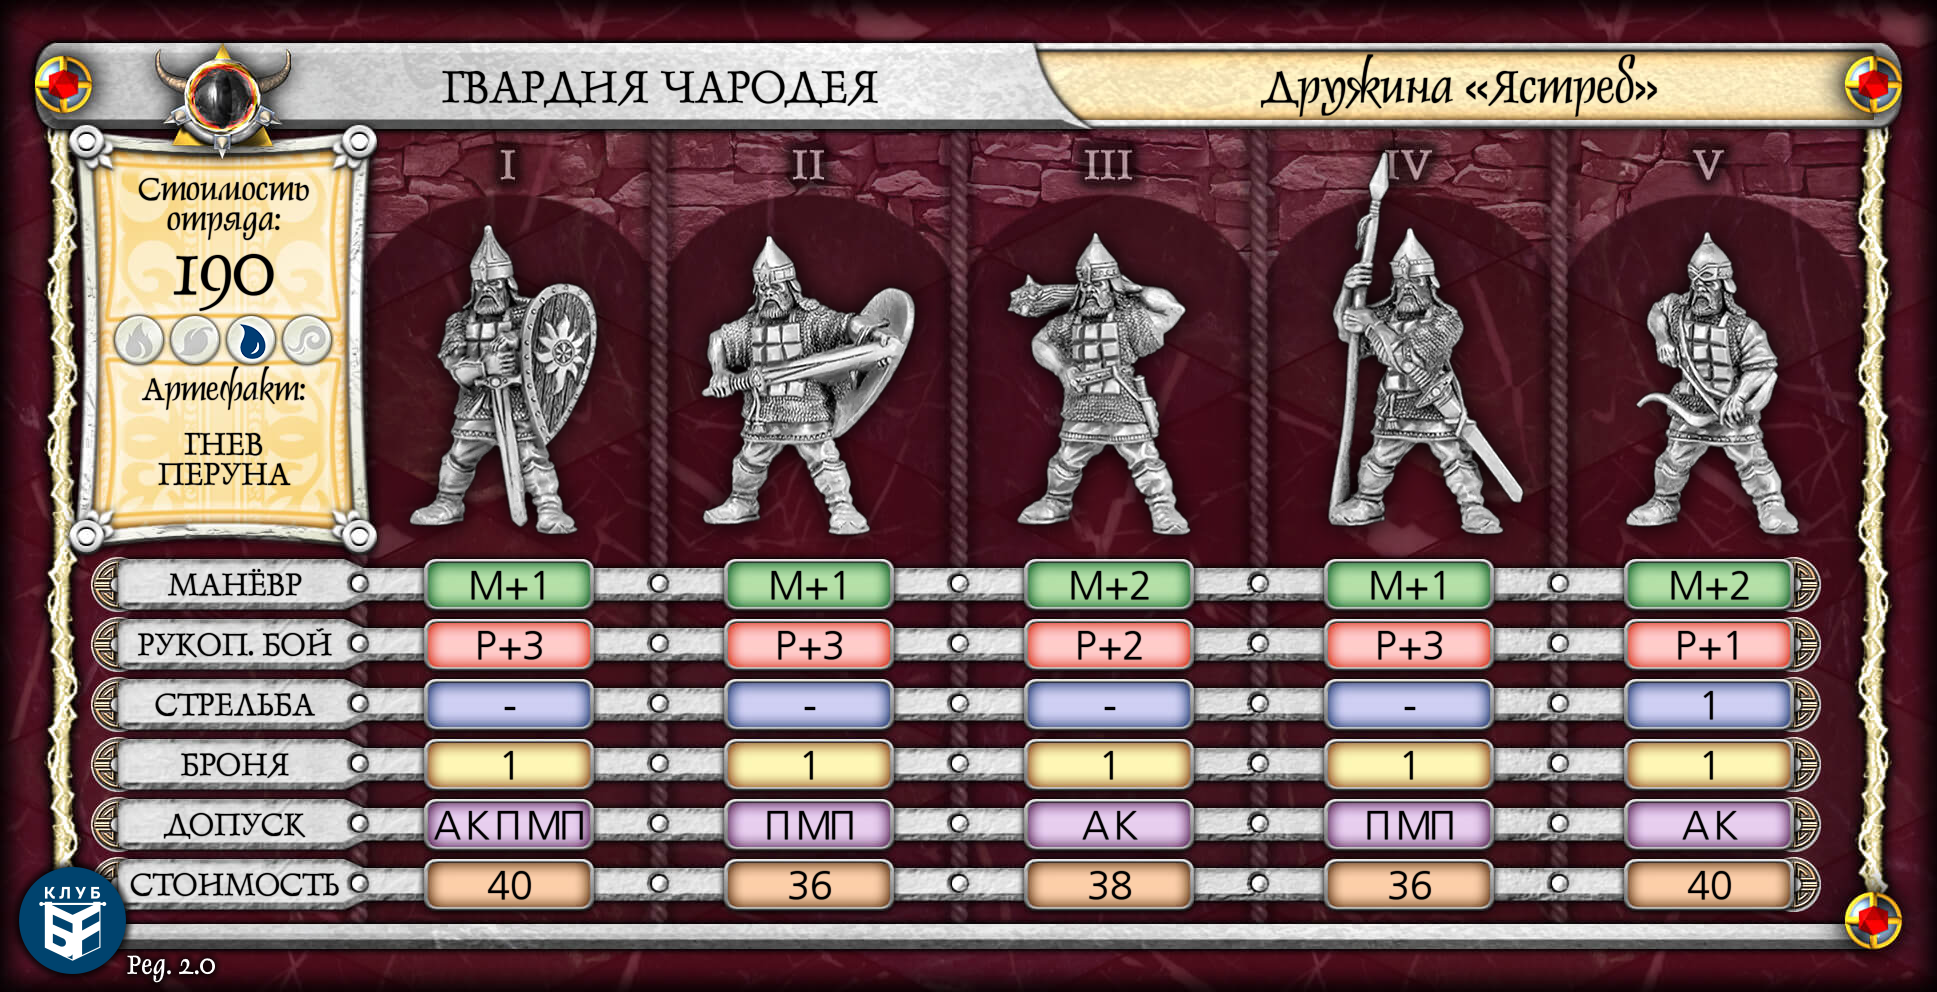 ГВАРДИЯ ЧАРОДЕЯ
Дружина «Ястреб»
Стоимость
отряда:
190
Артефакт:
ГНЕВ
ПЕРУНА
I II III IV V
МАНЁВР М+1 М+1 М+2 М+1 М+2
РУКОП. БОЙ Р+3 Р+3 Р+2 Р+3 Р+1
СТРЕЛЬБА - - - - 1
БРОНЯ 1 1 1 1 1
ДОПУСК АКПМП ПМП АК ПМП АК
СТОИМОСТЬ 40 36 38 36 40
КЛУБ
БГ
Ред. 2.0